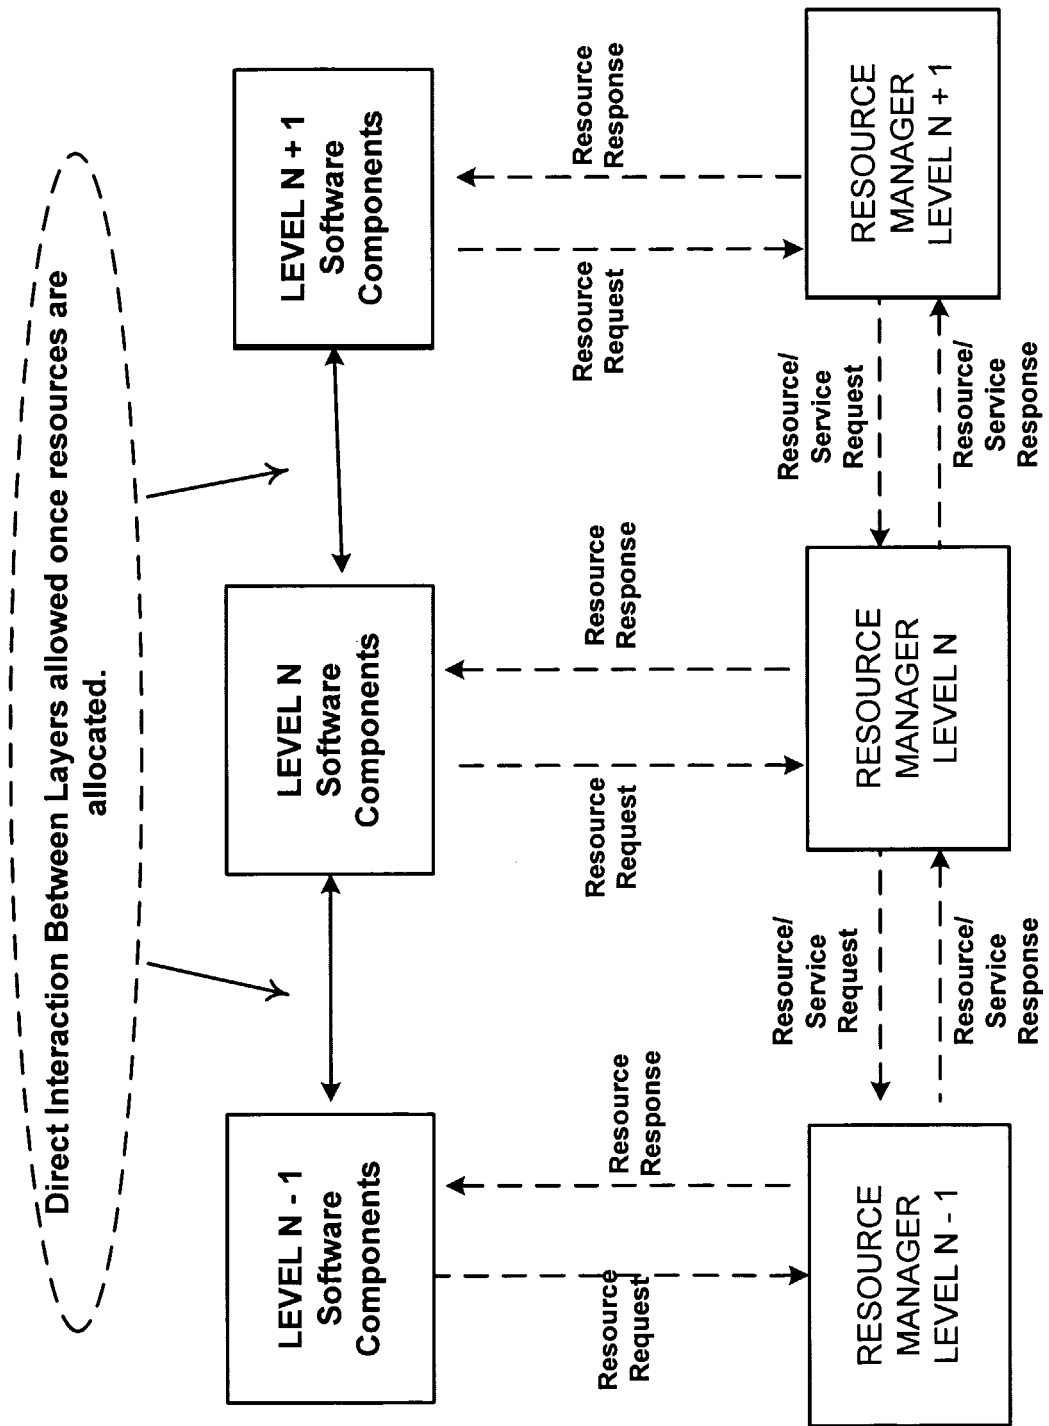 Direct Interaction Between Layers allowed once resources are
allocated.
LEVEL N - 1
Software
Components
LEVEL N
Software
Components
LEVEL N + 1
Software
Components
Resource
Request
Resource
Response
Resource
Request
Resource
Response
Resource
Request
Resource
Response
RESOURCE
MANAGER
LEVEL N - 1
Resource/
Service
Request
Resource/
Service
Response
RESOURCE
MANAGER
LEVEL N
Resource/
Service
Request
Resource/
Service
Response
RESOURCE
MANAGER
LEVEL N + 1